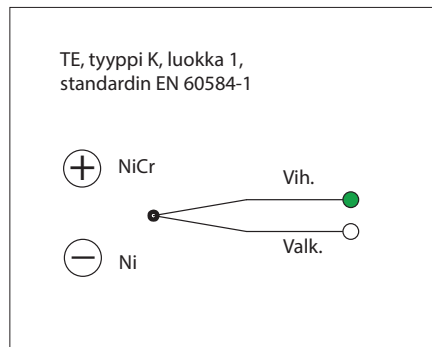 TE, tyyppi K, luokka 1,
standardin EN 60584-1
+ NiCr
Vih.
− Ni
Valk.